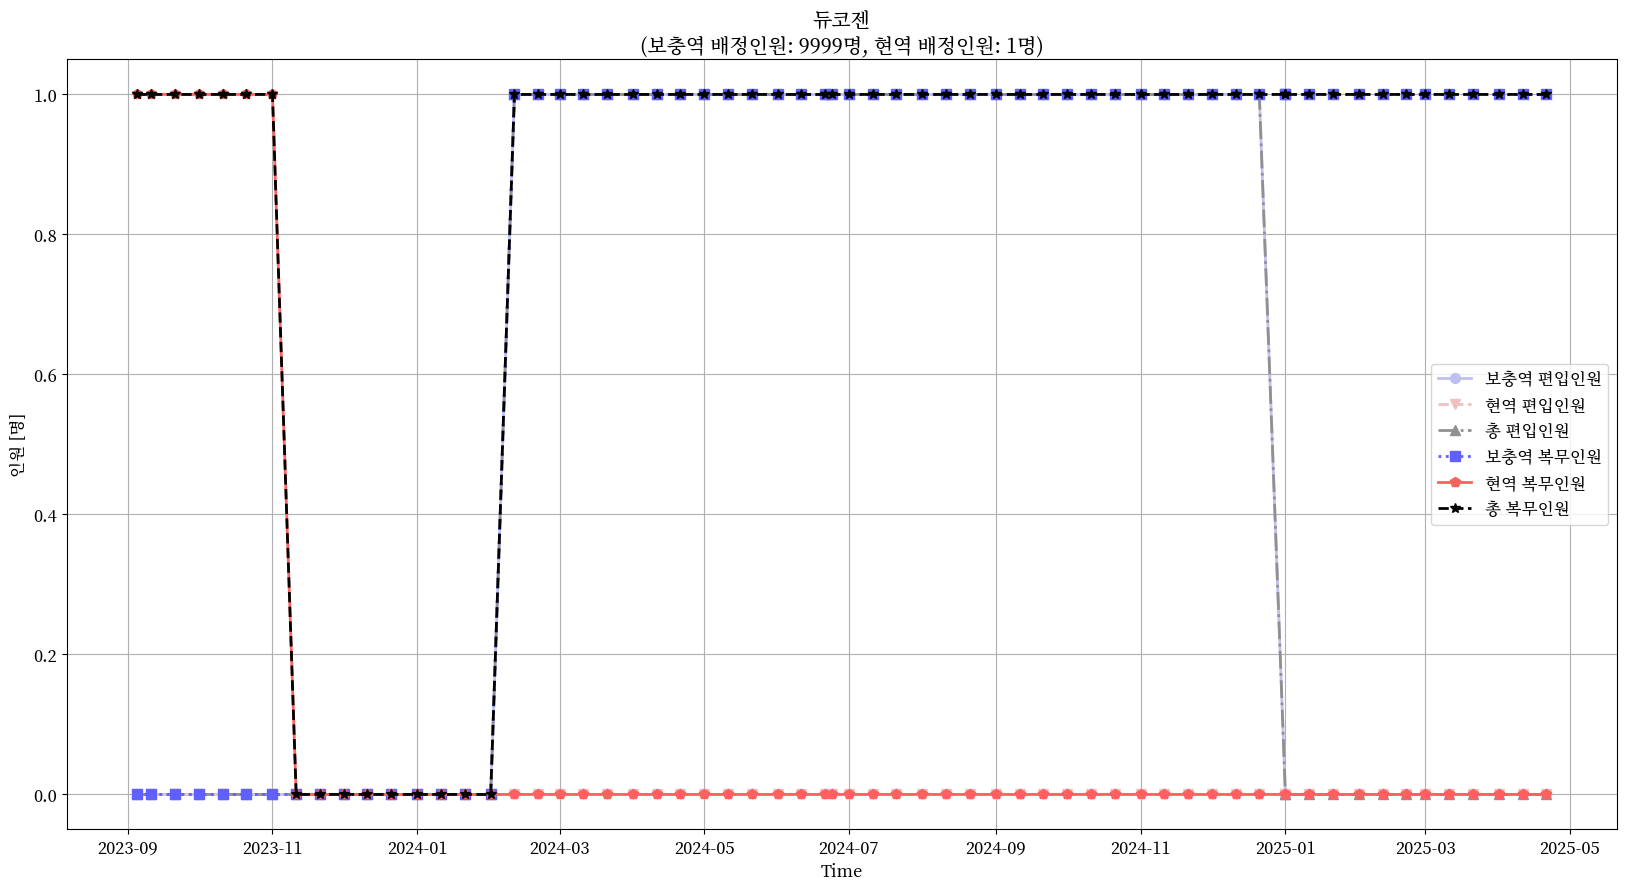 듀코젠
(보충역 배정인원: 9999명, 현역 배정인원: 1명)
1.0
0.8
0.6
0.4
0.2
0.0
인원 [명]
보충역 편입인원
현역 편입인원
총 편입인원
보충역 복무인원
현역 복무인원
총 복무인원
2023-09 2023-11 2024-01 2024-03 2024-05 2024-07 2024-09 2024-11 2025-01 2025-03 2025-05
Time